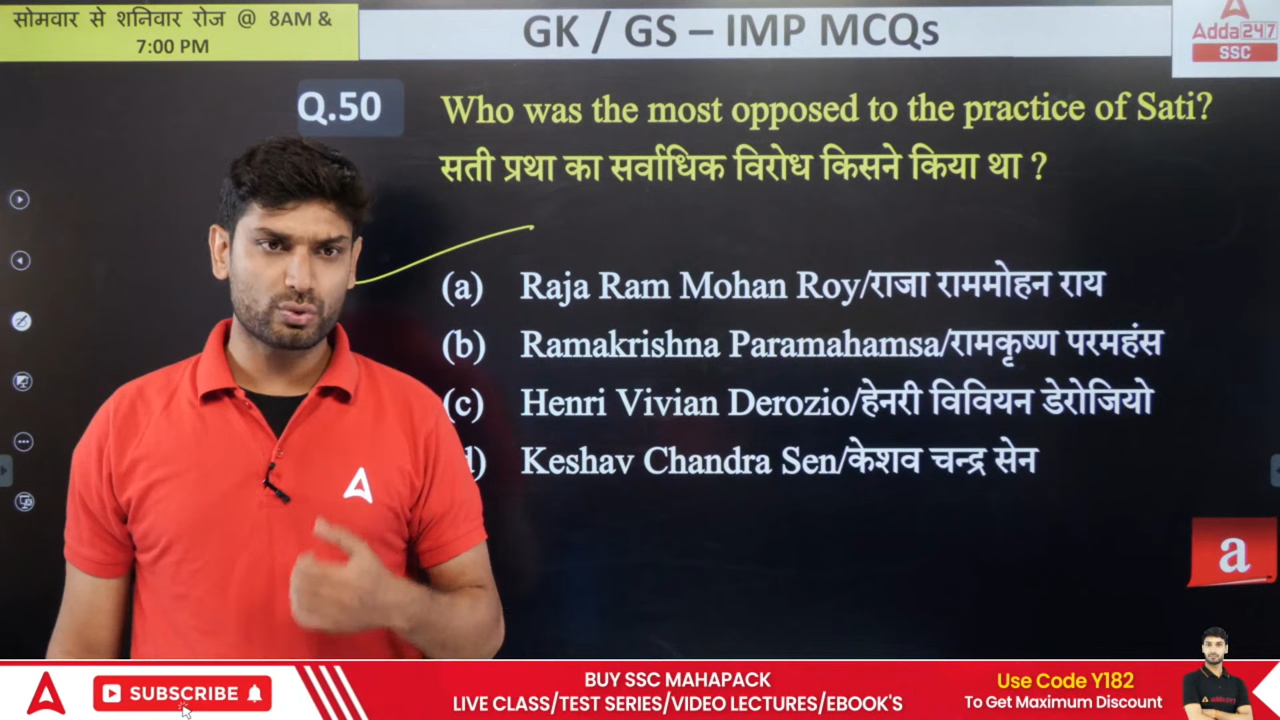 सोमवार से शनिवार रोज @ 8AM &
7:00 PM
GK / GS – IMP MCQs
Adda247
SSC
Q.50
Who was the most opposed to the practice of Sati?
सती प्रथा का सर्वाधिक विरोध किसने किया था ?
(a) Raja Ram Mohan Roy/राजा राममोहन राय
(b) Ramakrishna Paramahamsa/रामकृष्ण परमहंस
(c) Henri Vivian Derozio/हेनरी विवियन डेरोजियो
d) Keshav Chandra Sen/केशव चन्द्र सेन
a
SUBSCRIBE
BUY SSC MAHAPACK
LIVE CLASS/TEST SERIES/VIDEO LECTURES/EBOOK'S
Use Code Y182
To Get Maximum Discount